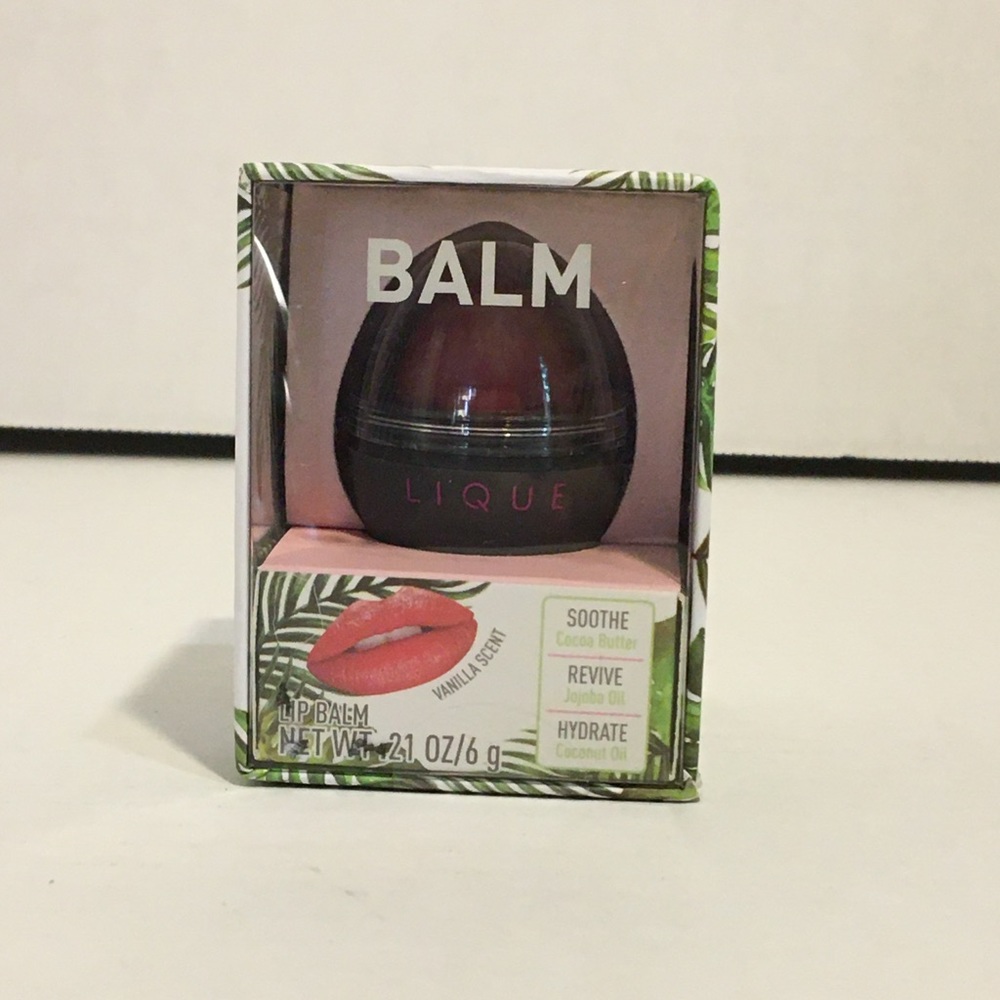 BALM
LIQUE
VANILLA SCENT
SOOTHE
Cocoa Butter
REVIVE
Jojoba Oil
HYDRATE
Coconut Oil
LIP BALM
NET WT .21 OZ/6 g